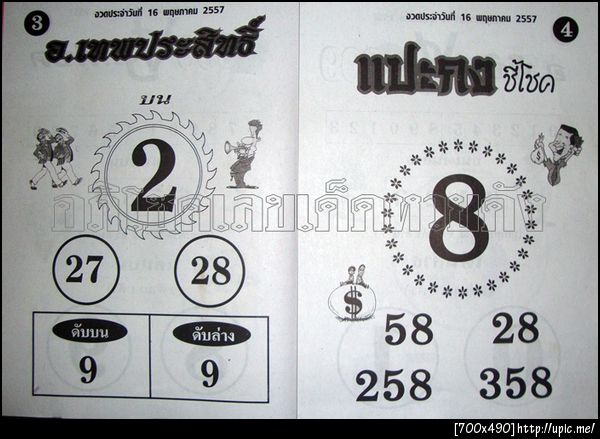 3
งวดประจำวันที่ 16 พฤษภาคม 2557
อ.เทพประสิทธิ์
บน
2
27 28
ดับบน ดับล่าง
9 9
งวดประจำวันที่ 16 พฤษภาคม 2557
4
แปะกง ชี้โชค
8
$
$
58 28
258 358
[700x490]http://upic.me/